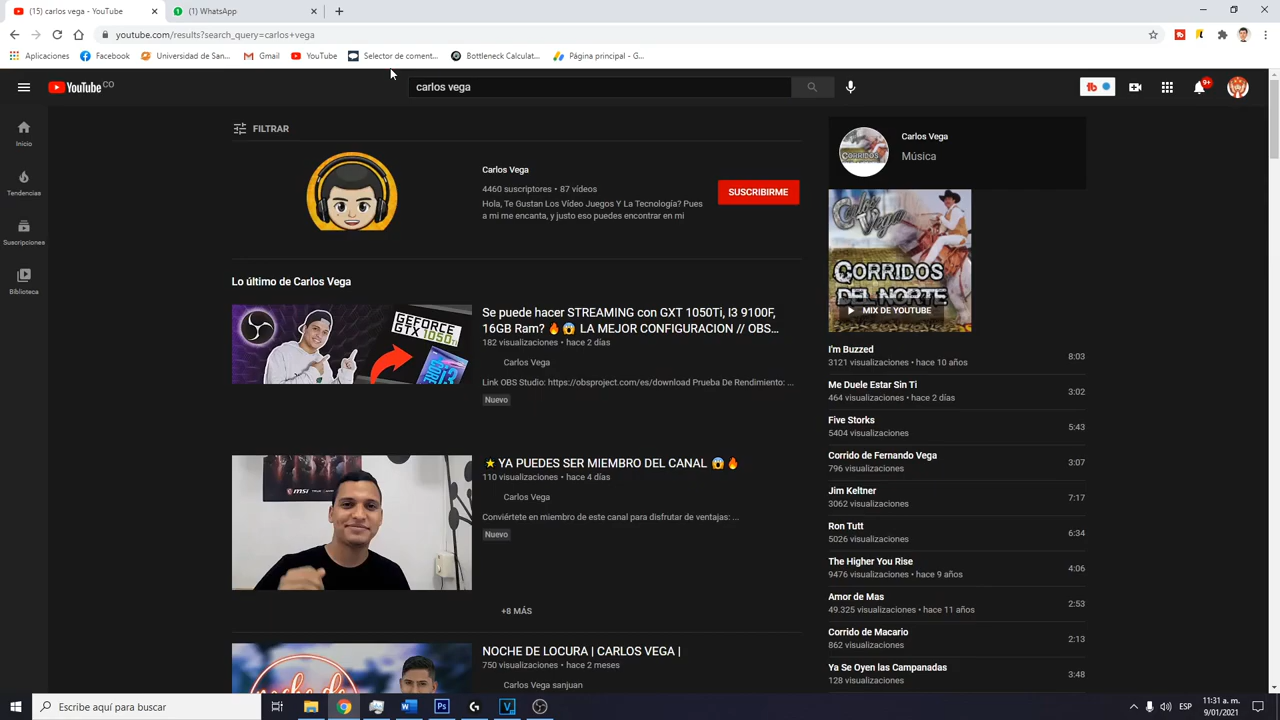 (15) carlos vega - YouTube
(1) WhatsApp
youtube.com/results?search_query=carlos+vega
Aplicaciones
Facebook
Universidad de San...
Gmail
YouTube
Selector de coment...
Bottleneck Calculat...
Página principal - G...
YouTube CO
carlos vega
9+
Inicio
Tendencias
Suscripciones
Biblioteca
FILTRAR
Carlos Vega
4460 suscriptores • 87 vídeos
Hola, Te Gustan Los Vídeo Juegos Y La Tecnología? Pues
a mi me encanta, y justo eso puedes encontrar en mi
SUSCRIBIRME
Lo último de Carlos Vega
GEFORCE
GTX 1050Ti
Se puede hacer STREAMING con GXT 1050Ti, I3 9100F,
16GB Ram? 🔥😱 LA MEJOR CONFIGURACION // OBS...
182 visualizaciones • hace 2 días
Carlos Vega
Link OBS Studio: https://obsproject.com/es/download Prueba De Rendimiento: ...
Nuevo
msi
⭐ YA PUEDES SER MIEMBRO DEL CANAL 😱🔥
110 visualizaciones • hace 4 días
Carlos Vega
Conviértete en miembro de este canal para disfrutar de ventajas: ...
Nuevo
+8 MÁS
noche de
NOCHE DE LOCURA | CARLOS VEGA |
750 visualizaciones • hace 2 meses
Carlos Vega sanjuan
CORRIDOS
Carlos Vega
Música
Carlos Vega
CORRIDOS
DEL NORTE
MIX DE YOUTUBE
I'm Buzzed
3121 visualizaciones • hace 10 años
8:03
Me Duele Estar Sin Ti
464 visualizaciones • hace 2 días
3:02
Five Storks
5404 visualizaciones
5:43
Corrido de Fernando Vega
796 visualizaciones
3:07
Jim Keltner
3062 visualizaciones
7:17
Ron Tutt
5026 visualizaciones
6:34
The Higher You Rise
9476 visualizaciones • hace 9 años
4:06
Amor de Mas
49.325 visualizaciones • hace 11 años
2:53
Corrido de Macario
862 visualizaciones
2:13
Ya Se Oyen las Campanadas
128 visualizaciones
3:48
Escribe aquí para buscar
ESP
11:31 a. m.
9/01/2021